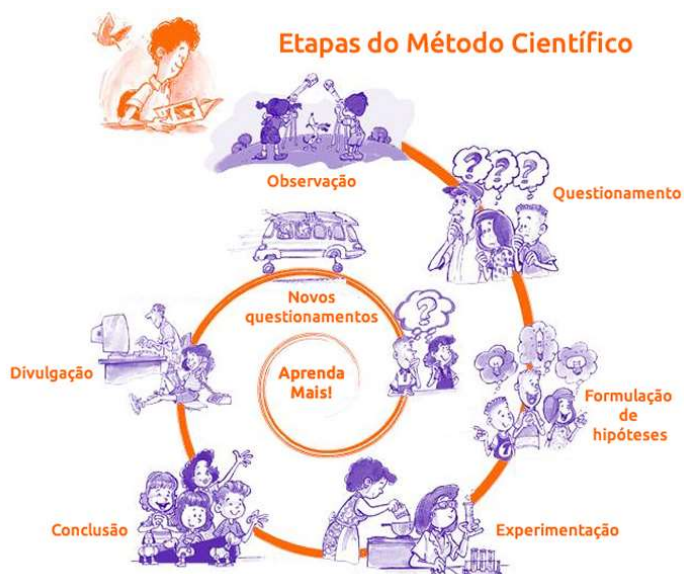 Etapas do Método Científico
Observação
Questionamento
Formulação
de
hipóteses
Experimentação
Conclusão
Divulgação
Novos
questionamentos
Aprenda
Mais!